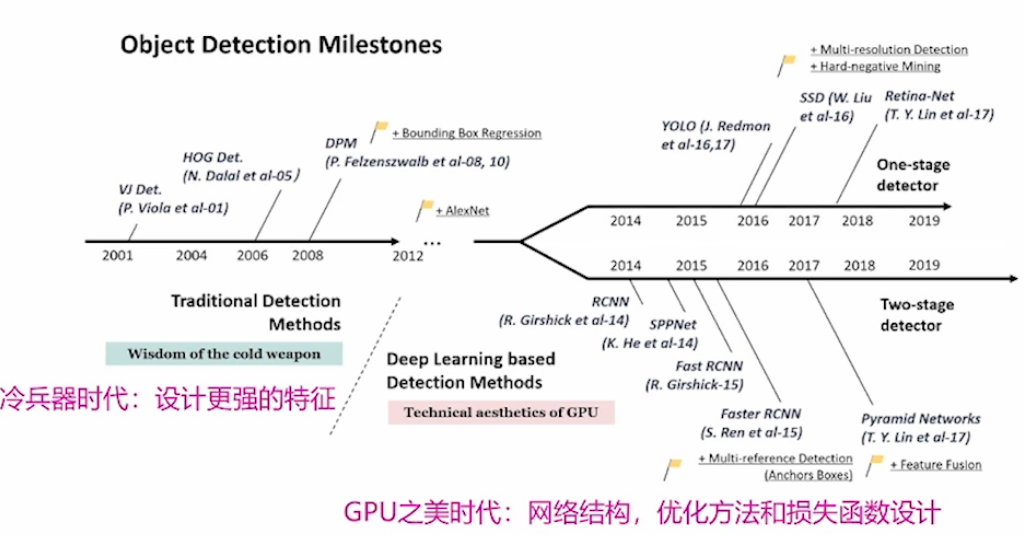 Object Detection Milestones
+ Multi-resolution Detection
+ Hard-negative Mining
SSD (W. Liu
et al-16)
Retina-Net
(T. Y. Lin et al-17)
YOLO (J. Redmon
et al-16,17)
+ Bounding Box Regression
DPM
(P. Felzenszwalb et al-08, 10)
HOG Det.
(N. Dalal et al-05)
VJ Det.
(P. Viola et al-01)
+ AlexNet
One-stage
detector
2014 2015 2016 2017 2018 2019
2001 2004 2006 2008 2012 ...
2014 2015 2016 2017 2018 2019
Traditional Detection
Methods
Wisdom of the cold weapon
冷兵器时代：设计更强的特征
Deep Learning based
Detection Methods
Technical aesthetics of GPU
RCNN
(R. Girshick et al-14)
SPPNet
(K. He et al-14)
Fast RCNN
(R. Girshick-15)
Faster RCNN
(S. Ren et al-15)
+ Multi-reference Detection
(Anchors Boxes)
Two-stage
detector
Pyramid Networks
(T. Y. Lin et al-17)
+ Feature Fusion
GPU之美时代：网络结构，优化方法和损失函数设计